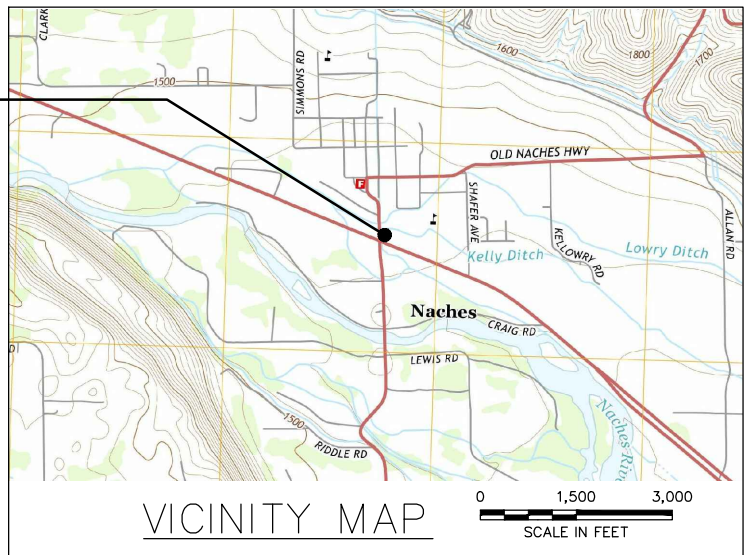 CLARK
SIMMONS RD
1600
1800
1700
1500
OLD NACHES HWY
F
SHAFER AVE
KELLOWRY RD
ALLAN RD
Kelly Ditch
Lowry Ditch
Naches
CRAIG RD
LEWIS RD
D
1500
RIDDLE RD
Naches
VICINITY MAP
0 1,500 3,000
SCALE IN FEET